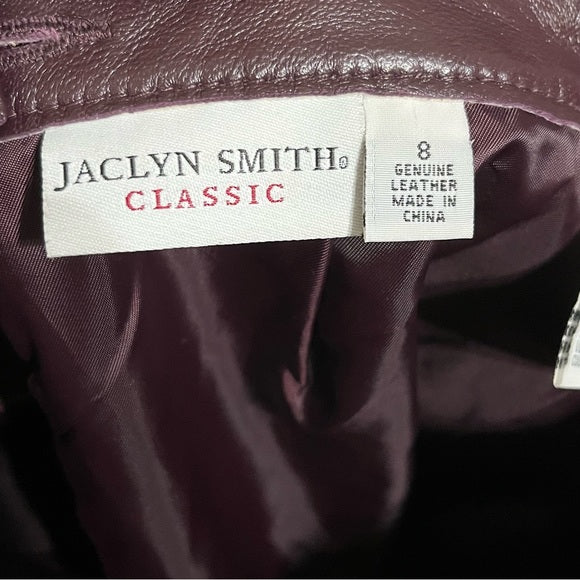 JACLYN SMITH®
CLASSIC
8
GENUINE
LEATHER
MADE IN
CHINA